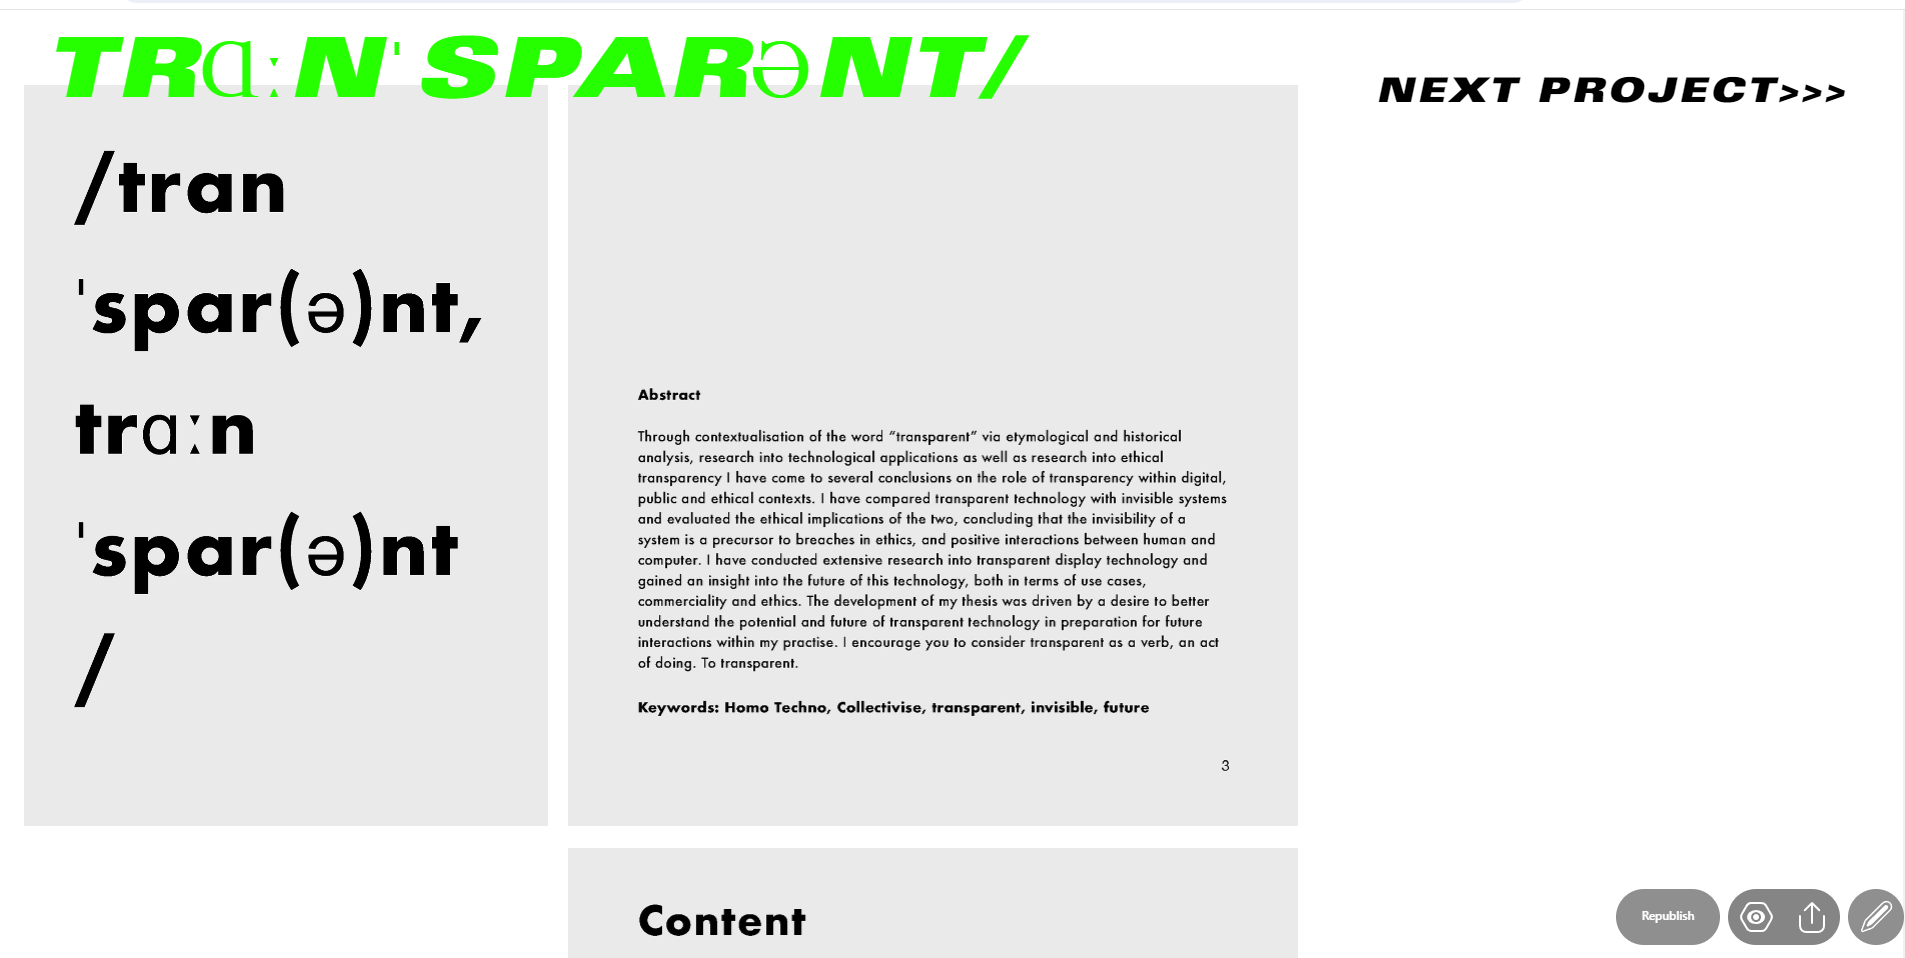 TRɑːNˈSPARəNT/
NEXT PROJECT>>>
/tran
ˈspar(ə)nt,
trɑːn
ˈspar(ə)nt
/
Abstract
Through contextualisation of the word “transparent” via etymological and historical
analysis, research into technological applications as well as research into ethical
transparency I have come to several conclusions on the role of transparency within digital,
public and ethical contexts. I have compared transparent technology with invisible systems
and evaluated the ethical implications of the two, concluding that the invisibility of a
system is a precursor to breaches in ethics, and positive interactions between human and
computer. I have conducted extensive research into transparent display technology and
gained an insight into the future of this technology, both in terms of use cases,
commerciality and ethics. The development of my thesis was driven by a desire to better
understand the potential and future of transparent technology in preparation for future
interactions within my practise. I encourage you to consider transparent as a verb, an act
of doing. To transparent.
Keywords: Homo Techno, Collectivise, transparent, invisible, future
3
Content
Republish